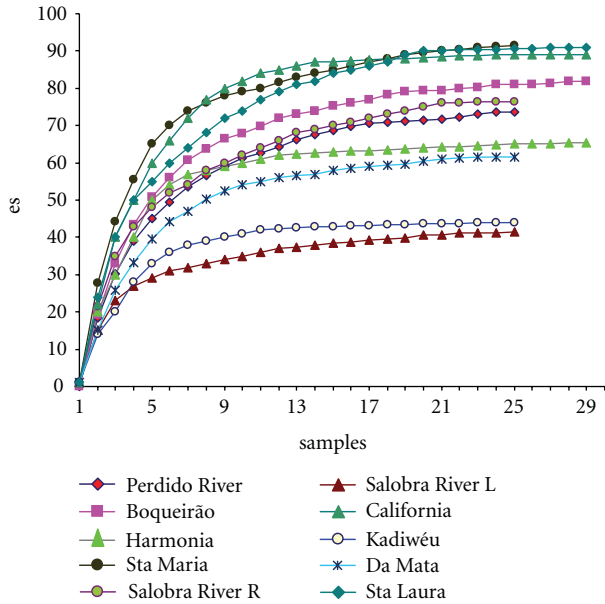 100
90
80
70
60
50
40
30
20
10
0
es
1 5 9 13 17 21 25 29
samples
Perdido River Salobra River L
Boqueirão California
Harmonia Kadiwéu
Sta Maria Da Mata
Salobra River R Sta Laura